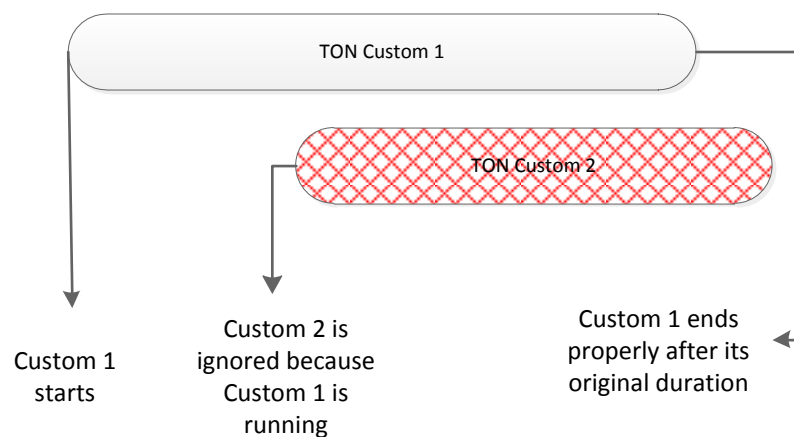 TON Custom 1
TON Custom 2
Custom 1
starts
Custom 2 is
ignored because
Custom 1 is
running
Custom 1 ends
properly after its
original duration